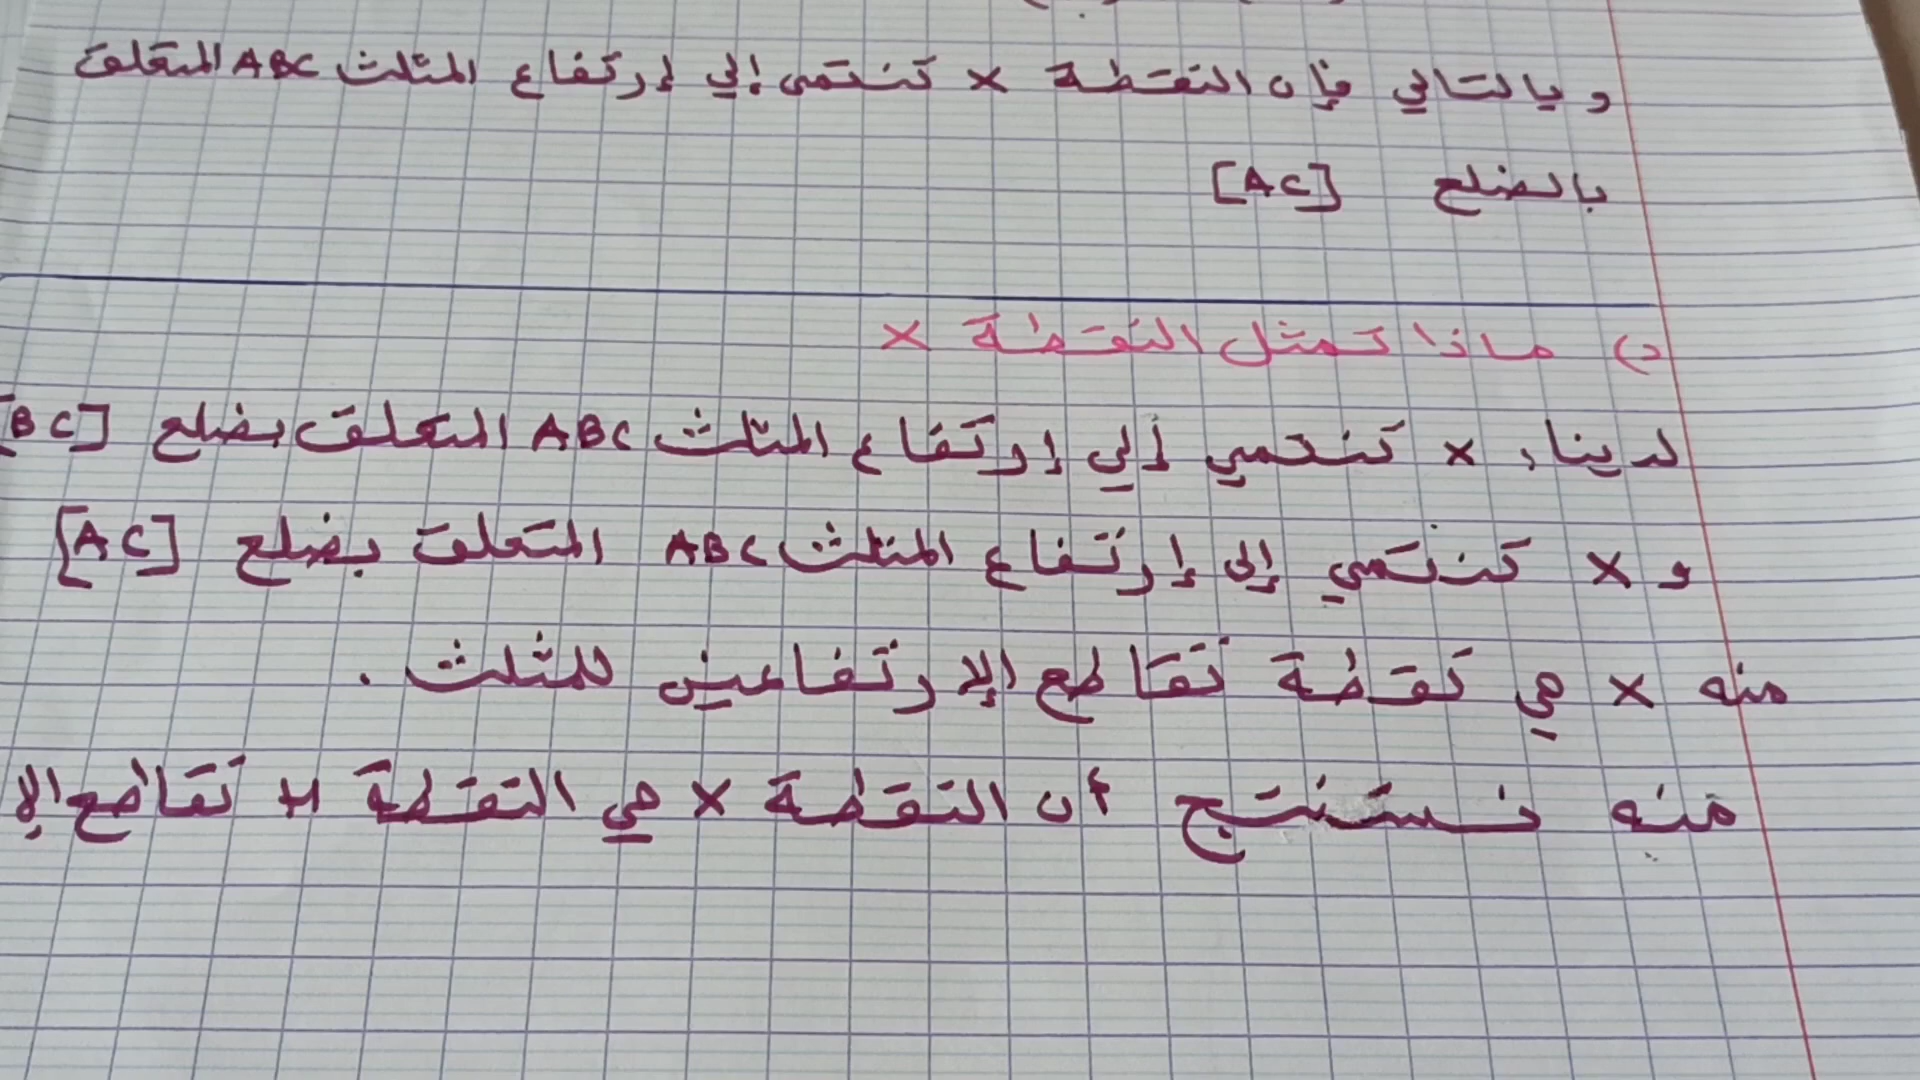 و بالتالي فإن النقطة X تنتمي إلي إرتفاع المثلث ABC المتعلق
بالضلع [AC]
د) ماذا تمثل النقطة X
لدينا، X تنتمي ألي إرتفاع المثلث ABC المتعلق بضلع [BC]
و X تنتمي إلى إرتفاع المثلث ABC المتعلق بضلع [AC]
منه X هي نقطة تقاطع الإرتفاعين للمثلث .
منه نستنتج أن النقطة X هي النقطة H تقاطع الإ